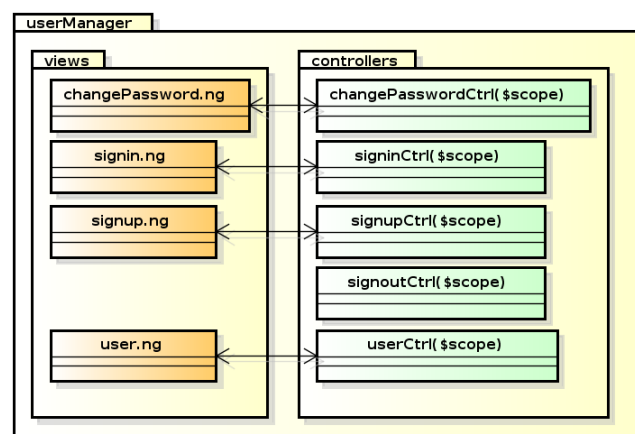 userManager
views
controllers
changePassword.ng
changePasswordCtrl($scope)
signin.ng
signinCtrl($scope)
signup.ng
signupCtrl($scope)
signoutCtrl($scope)
user.ng
userCtrl($scope)